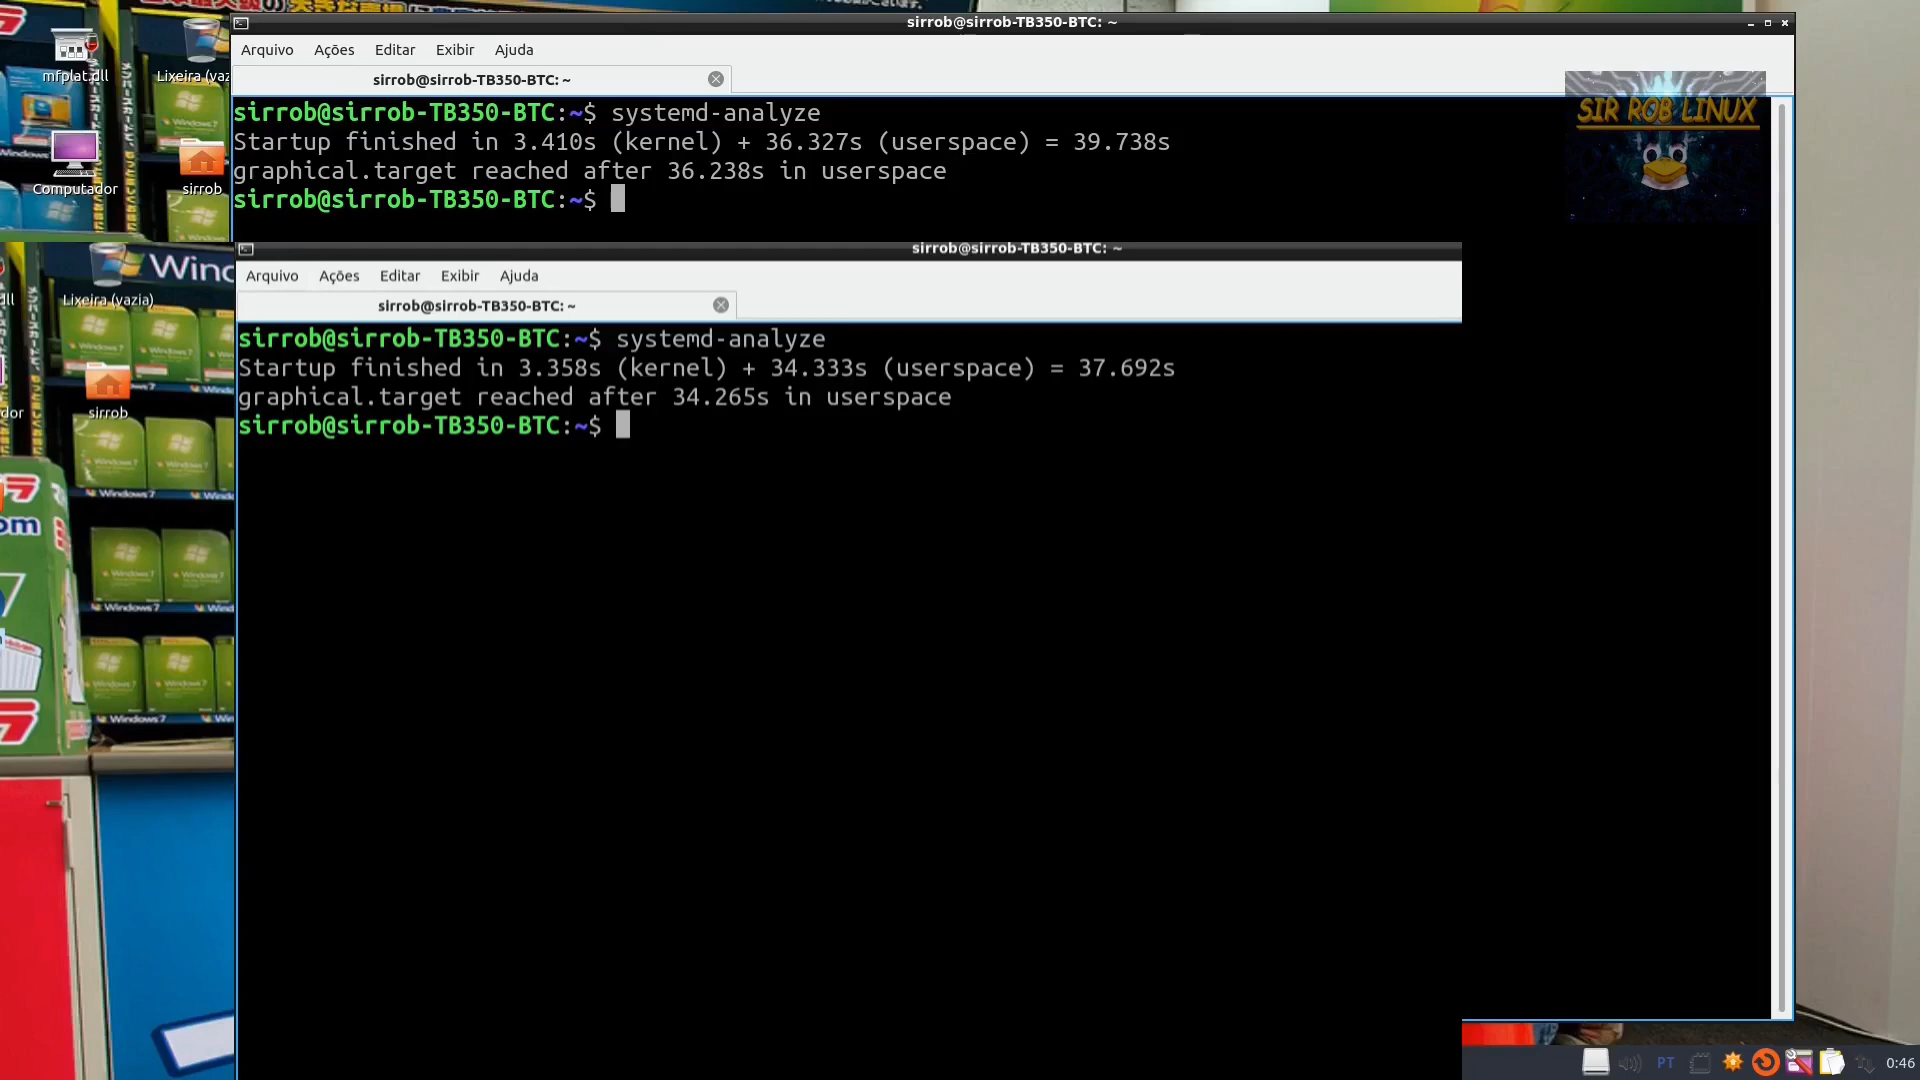 sirrob@sirrob-TB350-BTC: ~
Arquivo Ações Editar Exibir Ajuda
sirrob@sirrob-TB350-BTC: ~
SIR ROB LINUX
sirrob@sirrob-TB350-BTC:~$ systemd-analyze
Startup finished in 3.410s (kernel) + 36.327s (userspace) = 39.738s
graphical.target reached after 36.238s in userspace
sirrob@sirrob-TB350-BTC:~$
mfplat.dll
Lixeira (vaz
Computador
sirrob
sirrob@sirrob-TB350-BTC: ~
Arquivo Ações Editar Exibir Ajuda
sirrob@sirrob-TB350-BTC: ~
sirrob@sirrob-TB350-BTC:~$ systemd-analyze
Startup finished in 3.358s (kernel) + 34.333s (userspace) = 37.692s
graphical.target reached after 34.265s in userspace
sirrob@sirrob-TB350-BTC:~$
Lixeira (vazia)
sirrob
dor
Windows 7
Windows7
PT
0:46